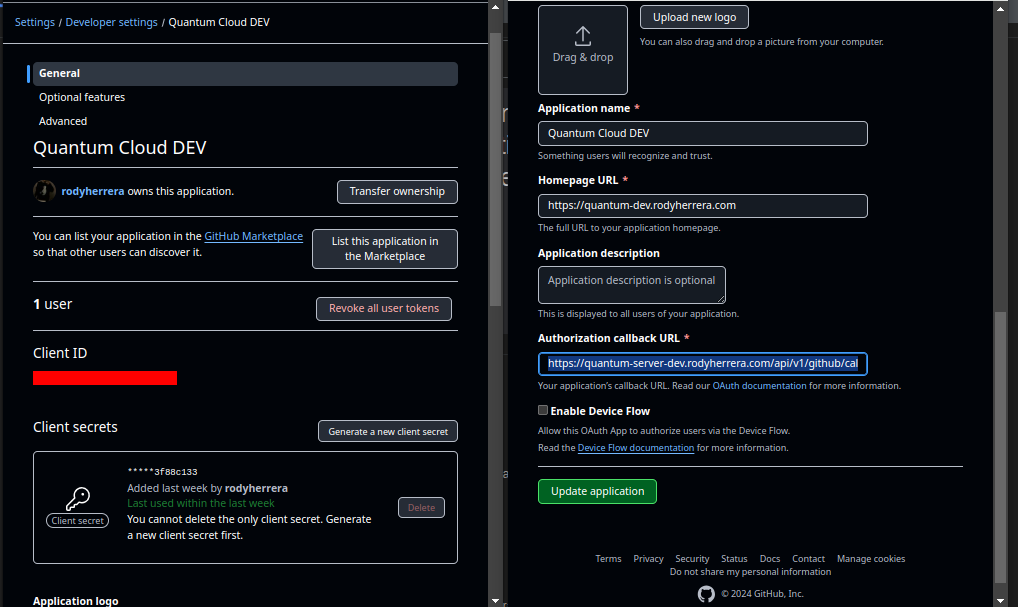 Settings / Developer settings / Quantum Cloud DEV
General
Optional features
Advanced
Quantum Cloud DEV
rodyherrera owns this application.
Transfer ownership
You can list your application in the GitHub Marketplace
so that other users can discover it.
List this application in
the Marketplace
1 user
Revoke all user tokens
Client ID
Client secrets
Generate a new client secret
*****3f88c133
Added last week by rodyherrera
Last used within the last week
You cannot delete the only client secret. Generate
a new client secret first.
Client secret
Delete
Application logo
Drag & drop
Upload new logo
You can also drag and drop a picture from your computer.
Application name *
Quantum Cloud DEV
Something users will recognize and trust.
Homepage URL *
https://quantum-dev.rodyherrera.com
The full URL to your application homepage.
Application description
Application description is optional
This is displayed to all users of your application.
Authorization callback URL *
https://quantum-server-dev.rodyherrera.com/api/v1/github/cal
Your application's callback URL. Read our OAuth documentation for more information.
Enable Device Flow
Allow this OAuth App to authorize users via the Device Flow.
Read the Device Flow documentation for more information.
Update application
Terms Privacy Security Status Docs Contact Manage cookies
Do not share my personal information
© 2024 GitHub, Inc.